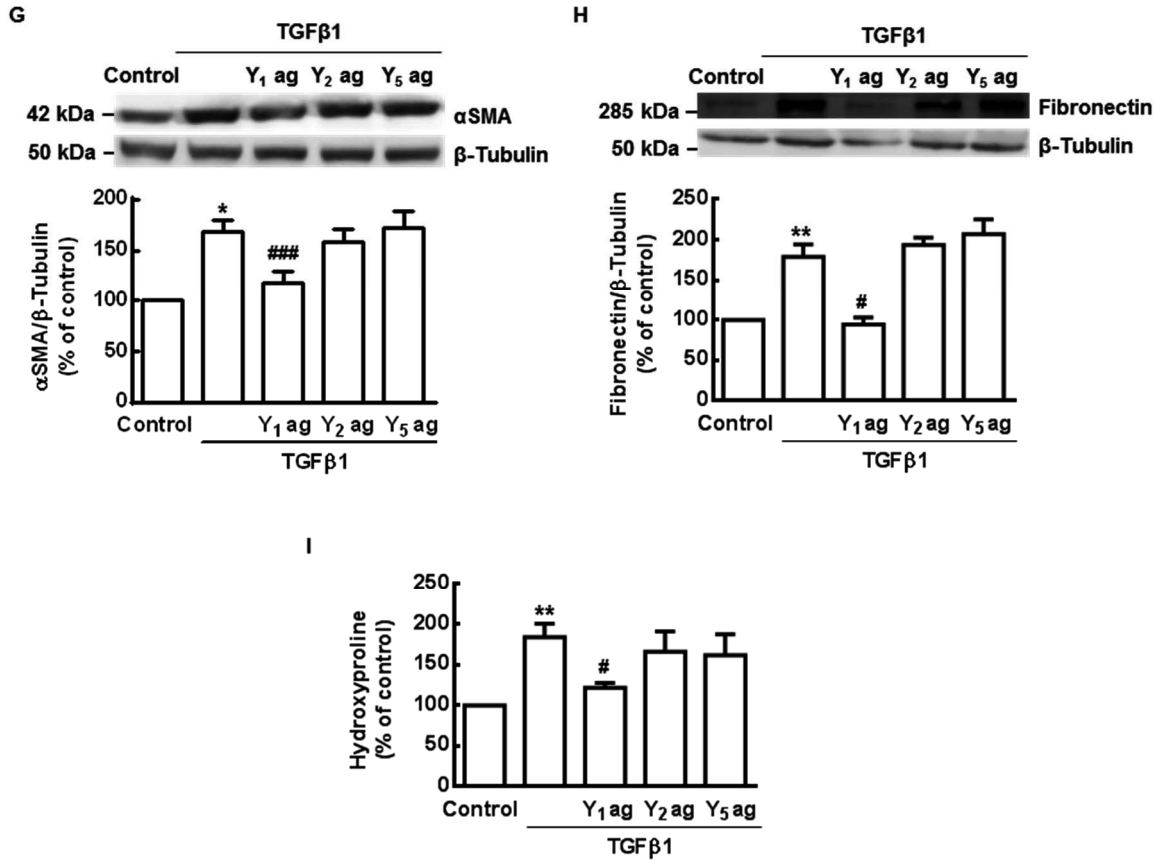 G
TGFβ1
Control Y1 ag Y2 ag Y5 ag
42 kDa αSMA
50 kDa β-Tubulin
200
150
100
50
0
αSMA/β-Tubulin
(% of control)
*
###
Control Y1 ag Y2 ag Y5 ag
TGFβ1
H
TGFβ1
Control Y1 ag Y2 ag Y5 ag
285 kDa Fibronectin
50 kDa β-Tubulin
250
200
150
100
50
0
Fibronectin/β-Tubulin
(% of control)
**
#
Control Y1 ag Y2 ag Y5 ag
TGFβ1
I
250
200
150
100
50
0
Hydroxyproline
(% of control)
**
#
Control Y1 ag Y2 ag Y5 ag
TGFβ1